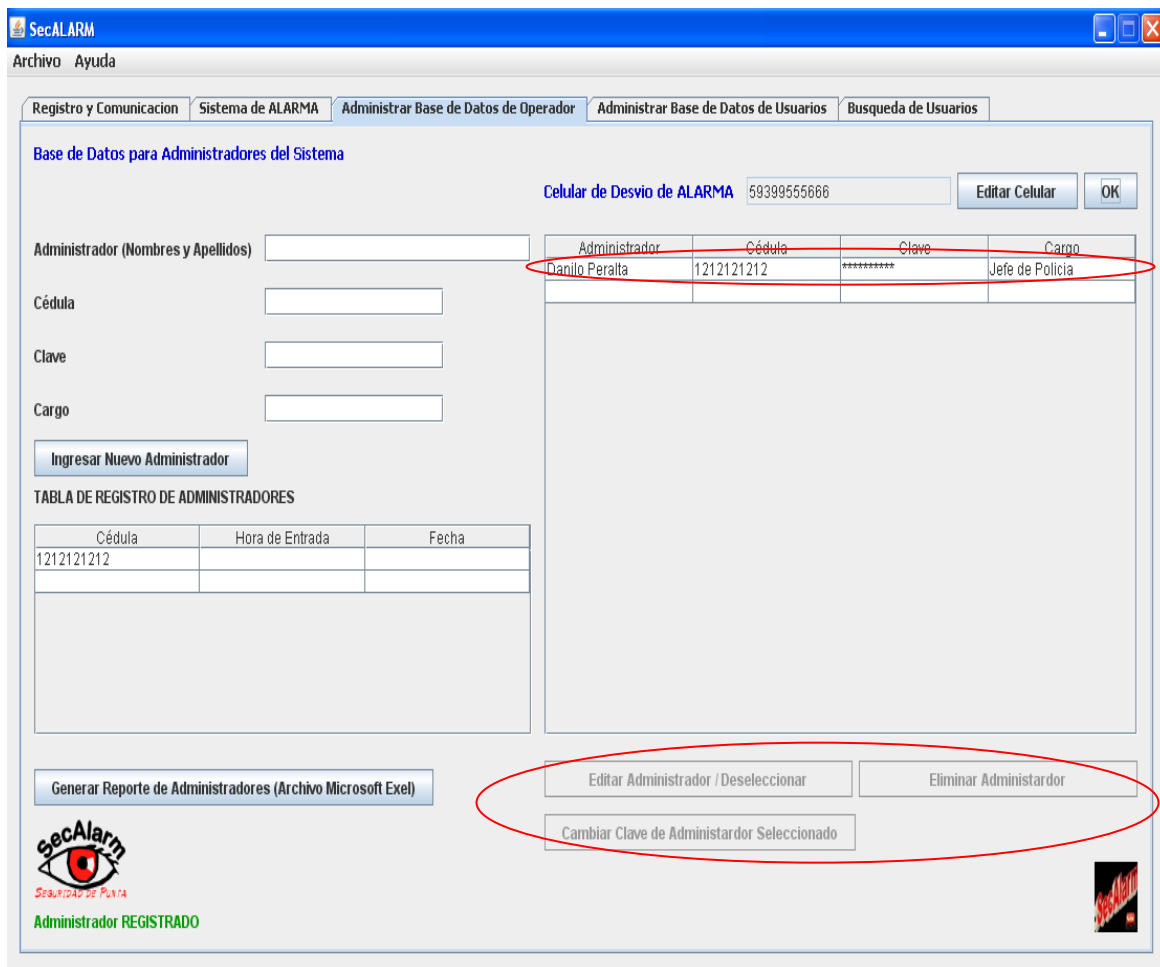 SecALARM
Archivo Ayuda
Registro y Comunicacion Sistema de ALARMA Administrar Base de Datos de Operador Administrar Base de Datos de Usuarios Busqueda de Usuarios
Base de Datos para Administradores del Sistema
Celular de Desvio de ALARMA 59399555666 Editar Celular OK
Administrador (Nombres y Apellidos)
Cédula
Clave
Cargo
Ingresar Nuevo Administrador
Administrador Cédula Clave Cargo
Danilo Peralta 1212121212 ********** Jefe de Policia
TABLA DE REGISTRO DE ADMINISTRADORES
Cédula Hora de Entrada Fecha
1212121212
Generar Reporte de Administradores (Archivo Microsoft Exel)
Editar Administrador / Deseleccionar Eliminar Administardor
Cambiar Clave de Administardor Seleccionado
SecAlarm
SEGURIDAD DE PUNTA
Administrador REGISTRADO
SecAlarm